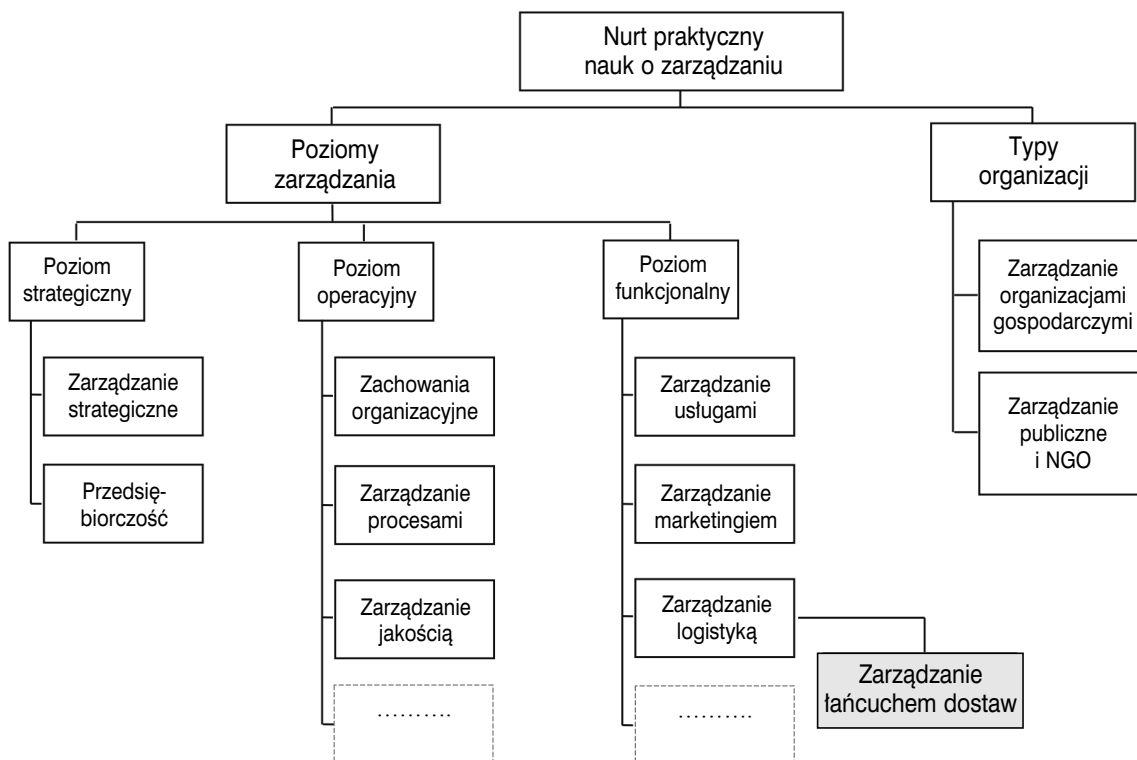 Nurt praktyczny
nauk o zarządzaniu
Poziomy
zarządzania
Typy
organizacji
Poziom
strategiczny
Poziom
operacyjny
Poziom
funkcjonalny
Zarządzanie
organizacjami
gospodarczymi
Zarządzanie
strategiczne
Zachowania
organizacyjne
Zarządzanie
usługami
Zarządzanie
publiczne
i NGO
Przedsię-
biorczość
Zarządzanie
procesami
Zarządzanie
marketingiem
Zarządzanie
jakością
Zarządzanie
logistyką
Zarządzanie
łańcuchem dostaw
..........
..........